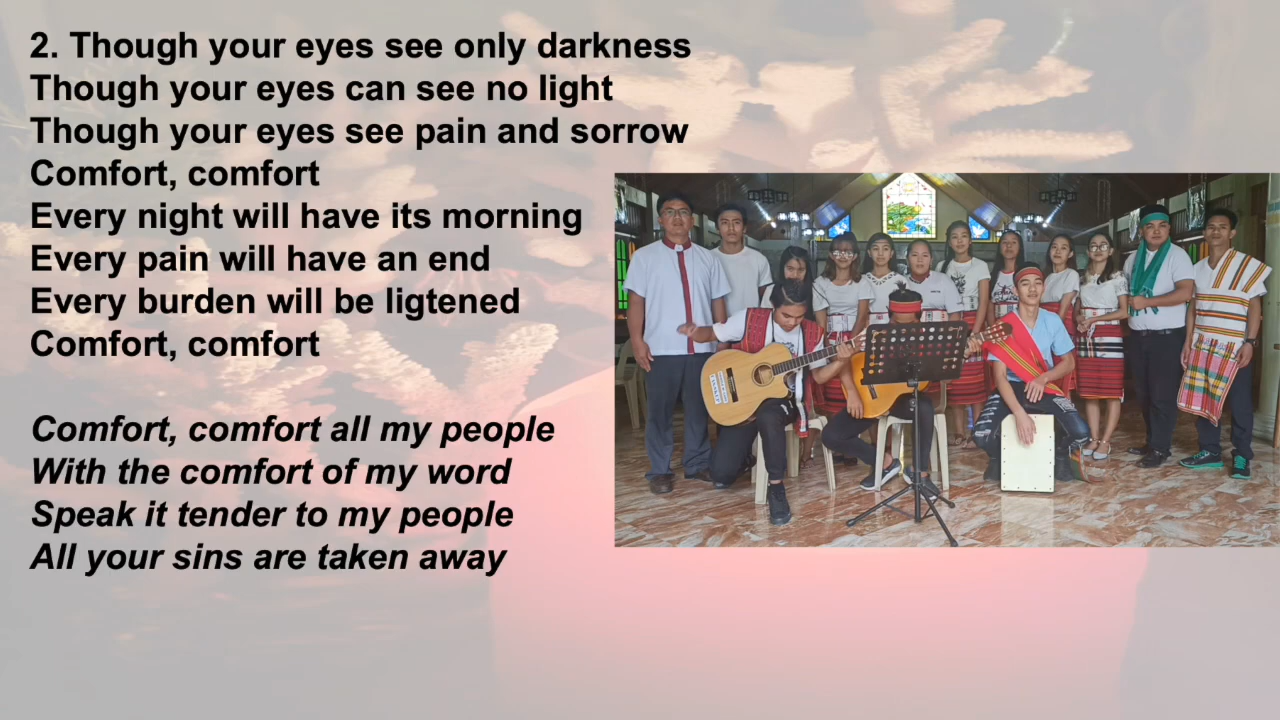 2. Though your eyes see only darkness
Though your eyes can see no light
Though your eyes see pain and sorrow
Comfort, comfort
Every night will have its morning
Every pain will have an end
Every burden will be ligtened
Comfort, comfort
Comfort, comfort all my people
With the comfort of my word
Speak it tender to my people
All your sins are taken away